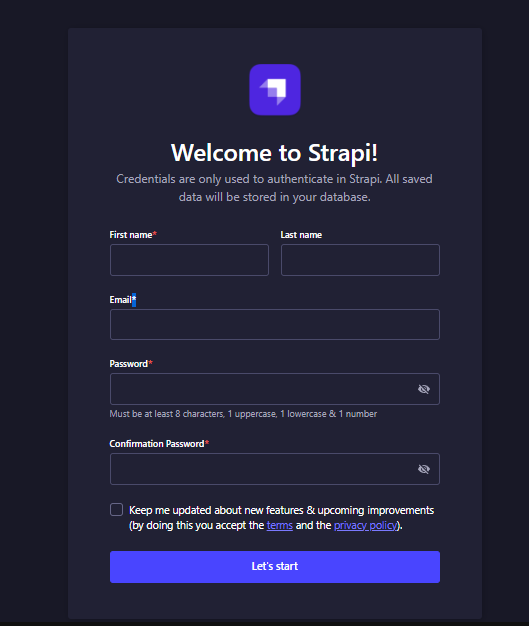 Welcome to Strapi!
Credentials are only used to authenticate in Strapi. All saved
data will be stored in your database.
First name*
Last name
Email*
Password*
Must be at least 8 characters, 1 uppercase, 1 lowercase & 1 number
Confirmation Password*
Keep me updated about new features & upcoming improvements
(by doing this you accept the terms and the privacy policy).
Let's start